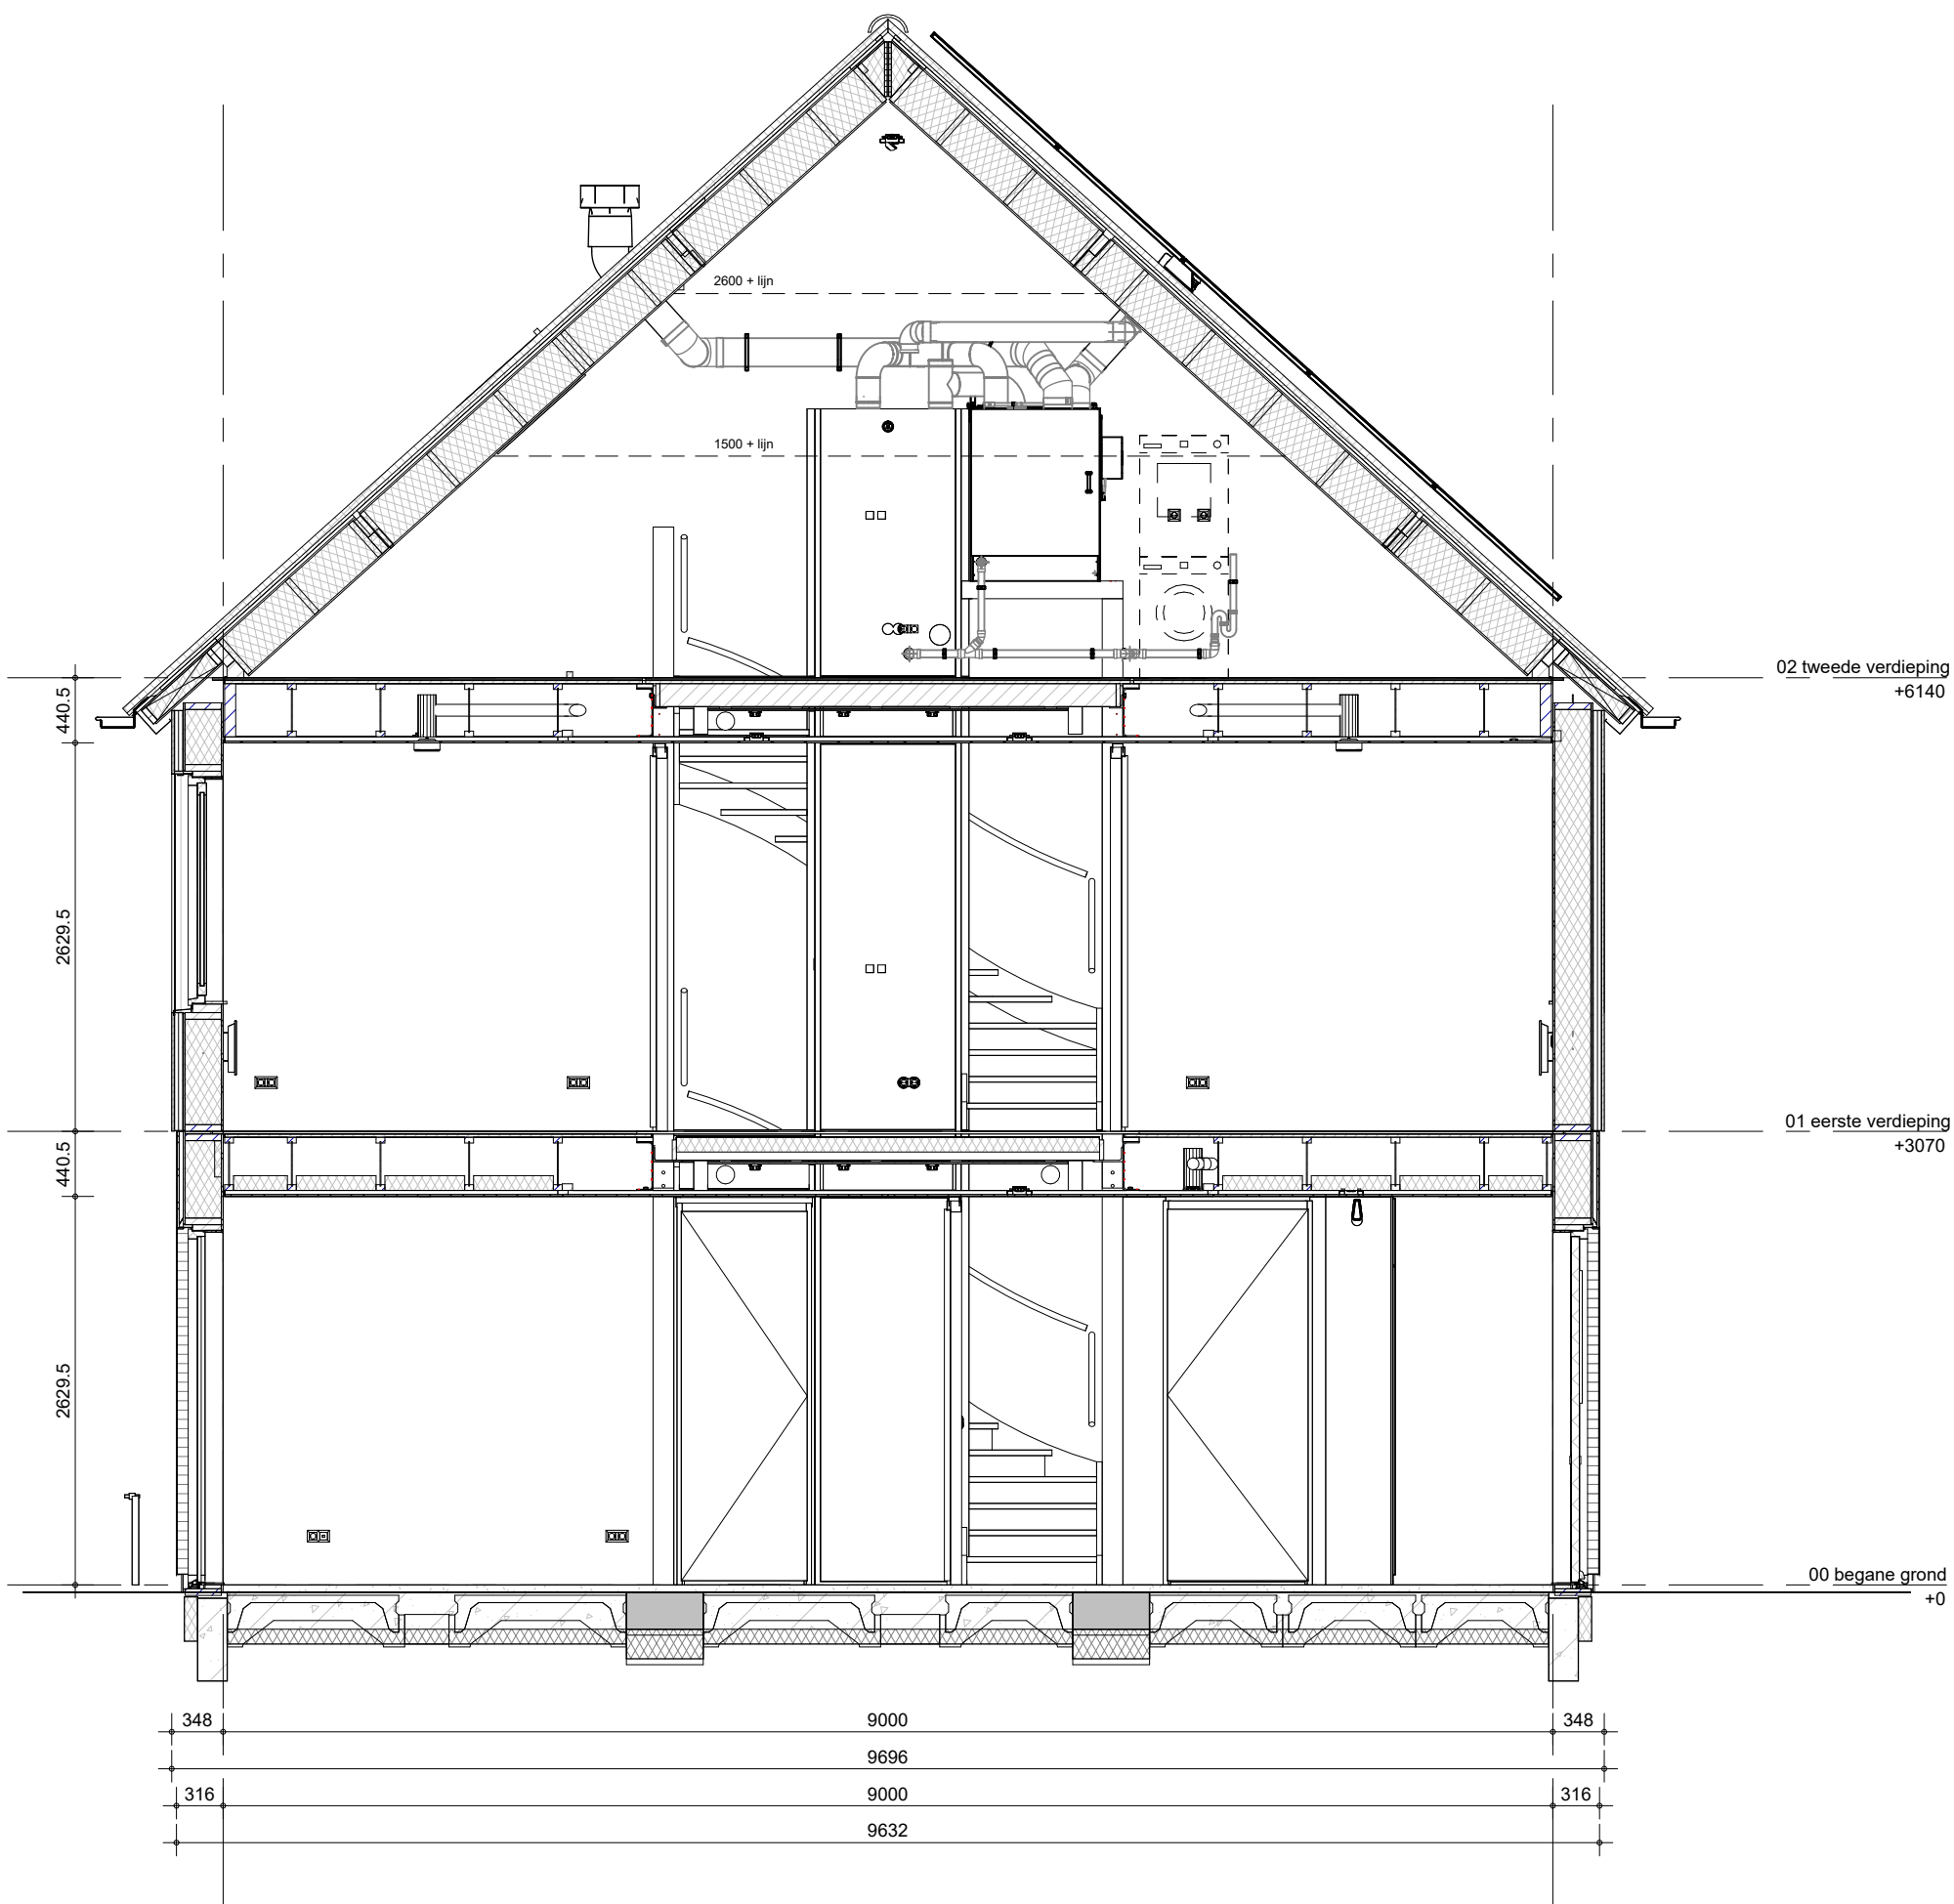 2600 + lijn
1500 + lijn
02 tweede verdieping
+6140
440.5
2629.5
01 eerste verdieping
+3070
440.5
2629.5
00 begane grond
+0
348 9000 348
9696
316 9000 316
9632